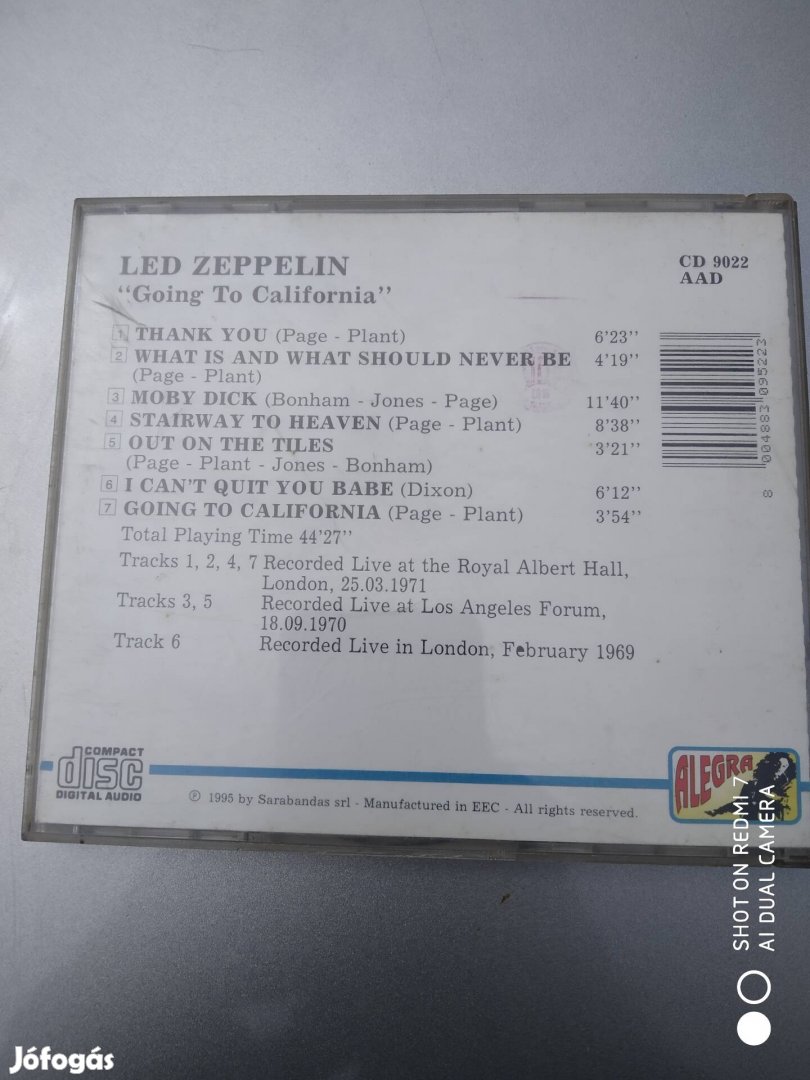 LED ZEPPELIN
"Going To California"
CD 9022
AAD
1 THANK YOU (Page - Plant) 6'23''
2 WHAT IS AND WHAT SHOULD NEVER BE 4'19''
(Page - Plant)
3 MOBY DICK (Bonham - Jones - Page) 11'40''
4 STAIRWAY TO HEAVEN (Page - Plant) 8'38''
5 OUT ON THE TILES 3'21''
(Page - Plant - Jones - Bonham)
6 I CAN'T QUIT YOU BABE (Dixon) 6'12''
7 GOING TO CALIFORNIA (Page - Plant) 3'54''
Total Playing Time 44'27''
Tracks 1, 2, 4, 7 Recorded Live at the Royal Albert Hall,
London, 25.03.1971
Tracks 3, 5 Recorded Live at Los Angeles Forum,
18.09.1970
Track 6 Recorded Live in London, February 1969
8 004883 095223
COMPACT
disc
DIGITAL AUDIO
℗ 1995 by Sarabandas srl - Manufactured in EEC - All rights reserved.
ALEGRA
SHOT ON REDMI 7
AI DUAL CAMERA
Jófogás